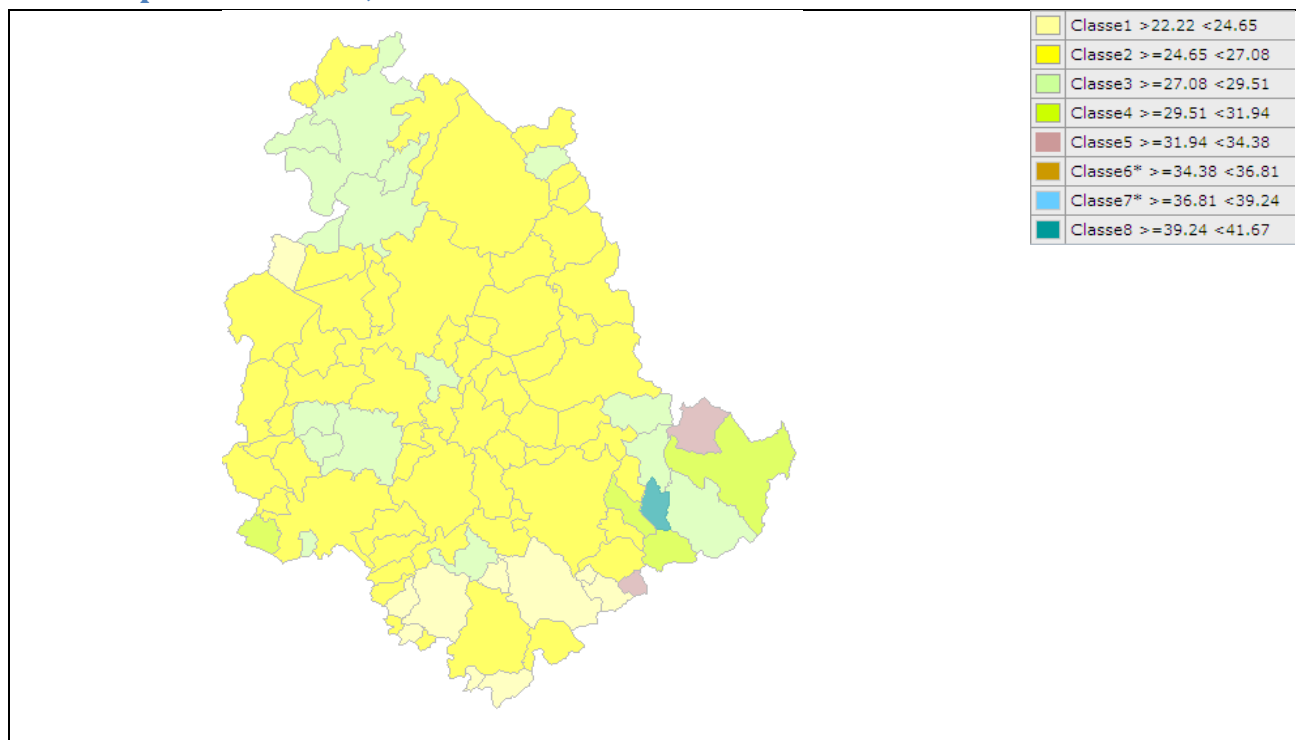 Classe1 >22.22 <24.65
Classe2 >=24.65 <27.08
Classe3 >=27.08 <29.51
Classe4 >=29.51 <31.94
Classe5 >=31.94 <34.38
Classe6* >=34.38 <36.81
Classe7* >=36.81 <39.24
Classe8 >=39.24 <41.67